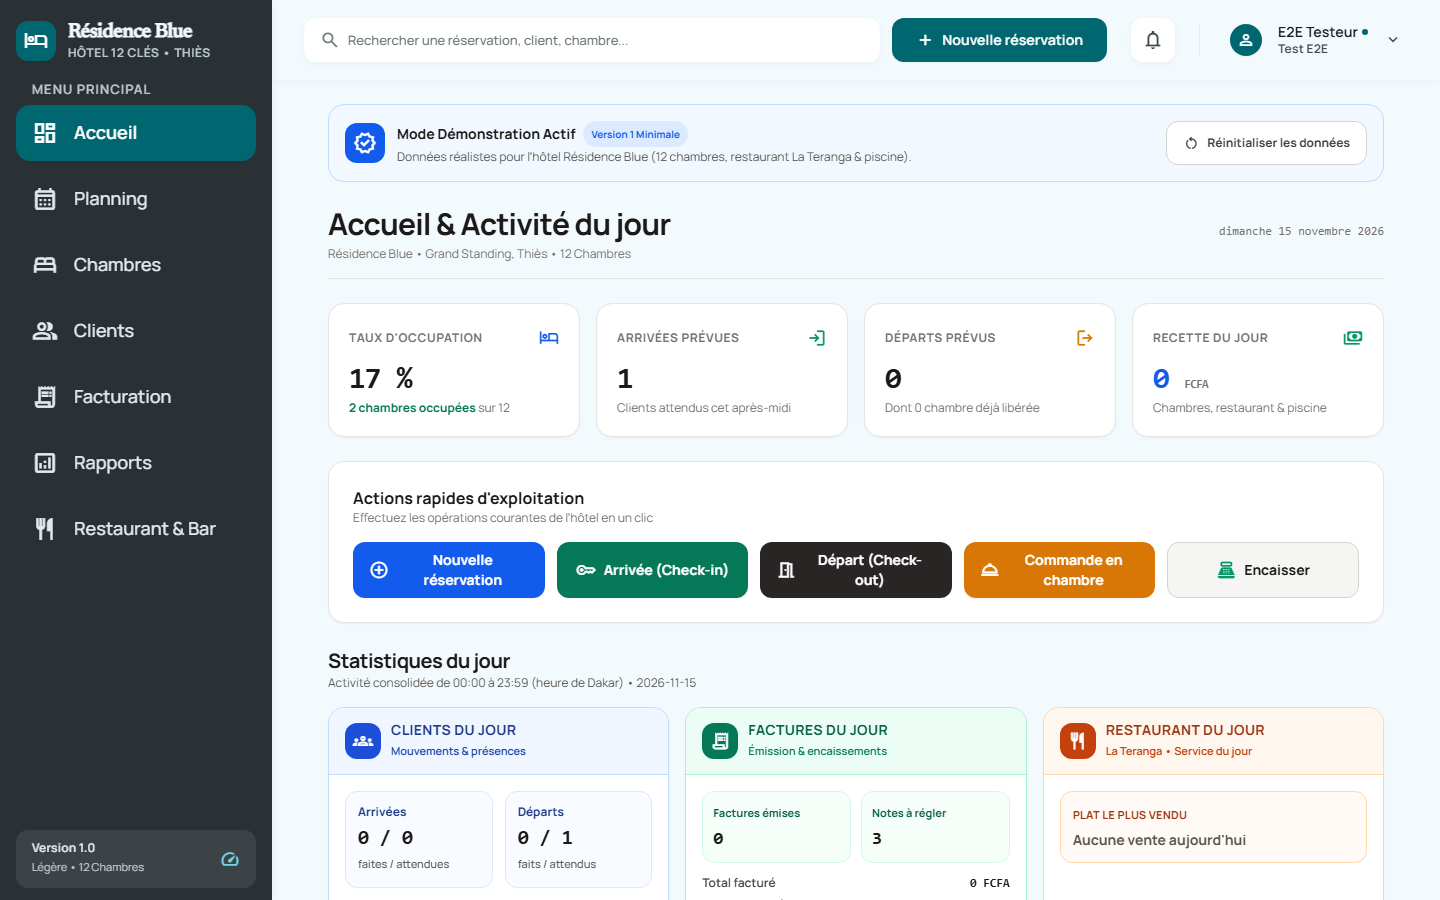 Résidence Blue
HÔTEL 12 CLÉS • THIÈS
MENU PRINCIPAL
Accueil
Planning
Chambres
Clients
Facturation
Rapports
Restaurant & Bar
Version 1.0
Légère • 12 Chambres
Rechercher une réservation, client, chambre...
Nouvelle réservation
E2E Testeur
Test E2E
Mode Démonstration Actif
Version 1 Minimale
Données réalistes pour l'hôtel Résidence Blue (12 chambres, restaurant La Teranga & piscine).
Réinitialiser les données
Accueil & Activité du jour
Résidence Blue • Grand Standing, Thiès • 12 Chambres
dimanche 15 novembre 2026
TAUX D'OCCUPATION
17 %
2 chambres occupées sur 12
ARRIVÉES PRÉVUES
1
Clients attendus cet après-midi
DÉPARTS PRÉVUS
0
Dont 0 chambre déjà libérée
RECETTE DU JOUR
0 FCFA
Chambres, restaurant & piscine
Actions rapides d'exploitation
Effectuez les opérations courantes de l'hôtel en un clic
Nouvelle
réservation
Arrivée (Check-in)
Départ (Check-
out)
Commande en
chambre
Encaisser
Statistiques du jour
Activité consolidée de 00:00 à 23:59 (heure de Dakar) • 2026-11-15
CLIENTS DU JOUR
Mouvements & présences
Arrivées
0 / 0
faites / attendues
Départs
0 / 1
faits / attendus
FACTURES DU JOUR
Émission & encaissements
Factures émises
0
Notes à régler
3
Total facturé
0 FCFA
RESTAURANT DU JOUR
La Teranga • Service du jour
PLAT LE PLUS VENDU
Aucune vente aujourd'hui